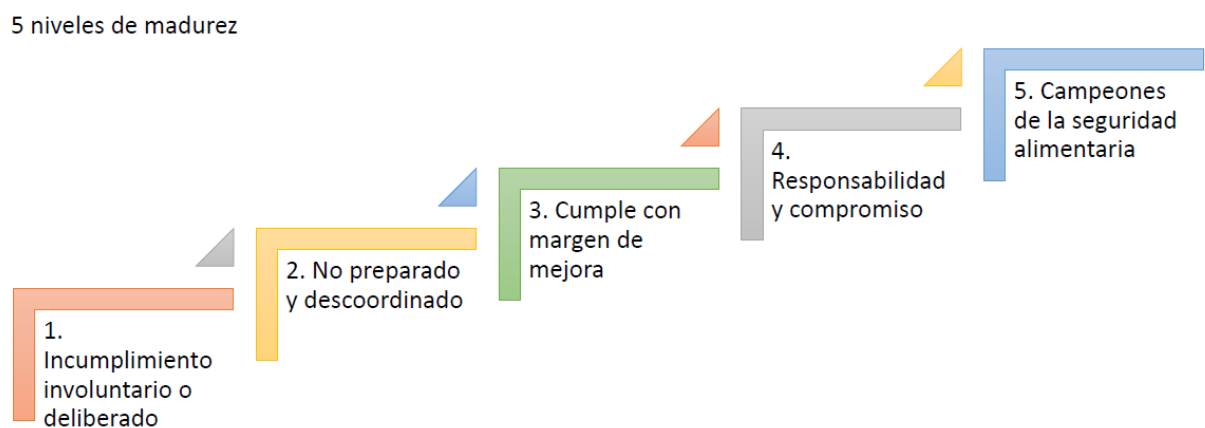 5 niveles de madurez
1.
Incumplimiento
involuntario o
deliberado
2. No preparado
y descoordinado
3. Cumple con
margen de
mejora
4.
Responsabilidad
y compromiso
5. Campeones
de la seguridad
alimentaria